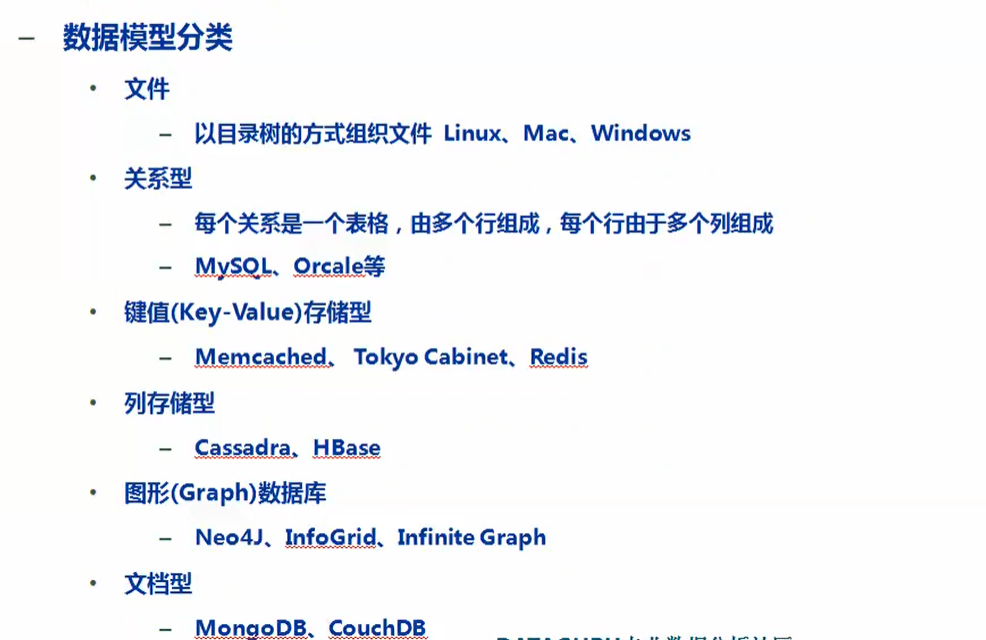 – 数据模型分类
• 文件
– 以目录树的方式组织文件 Linux、Mac、Windows
• 关系型
– 每个关系是一个表格，由多个行组成，每个行由于多个列组成
– MySQL、Orcale等
• 键值(Key-Value)存储型
– Memcached、 Tokyo Cabinet、Redis
• 列存储型
– Cassadra、HBase
• 图形(Graph)数据库
– Neo4J、InfoGrid、Infinite Graph
• 文档型
– MongoDB、CouchDB